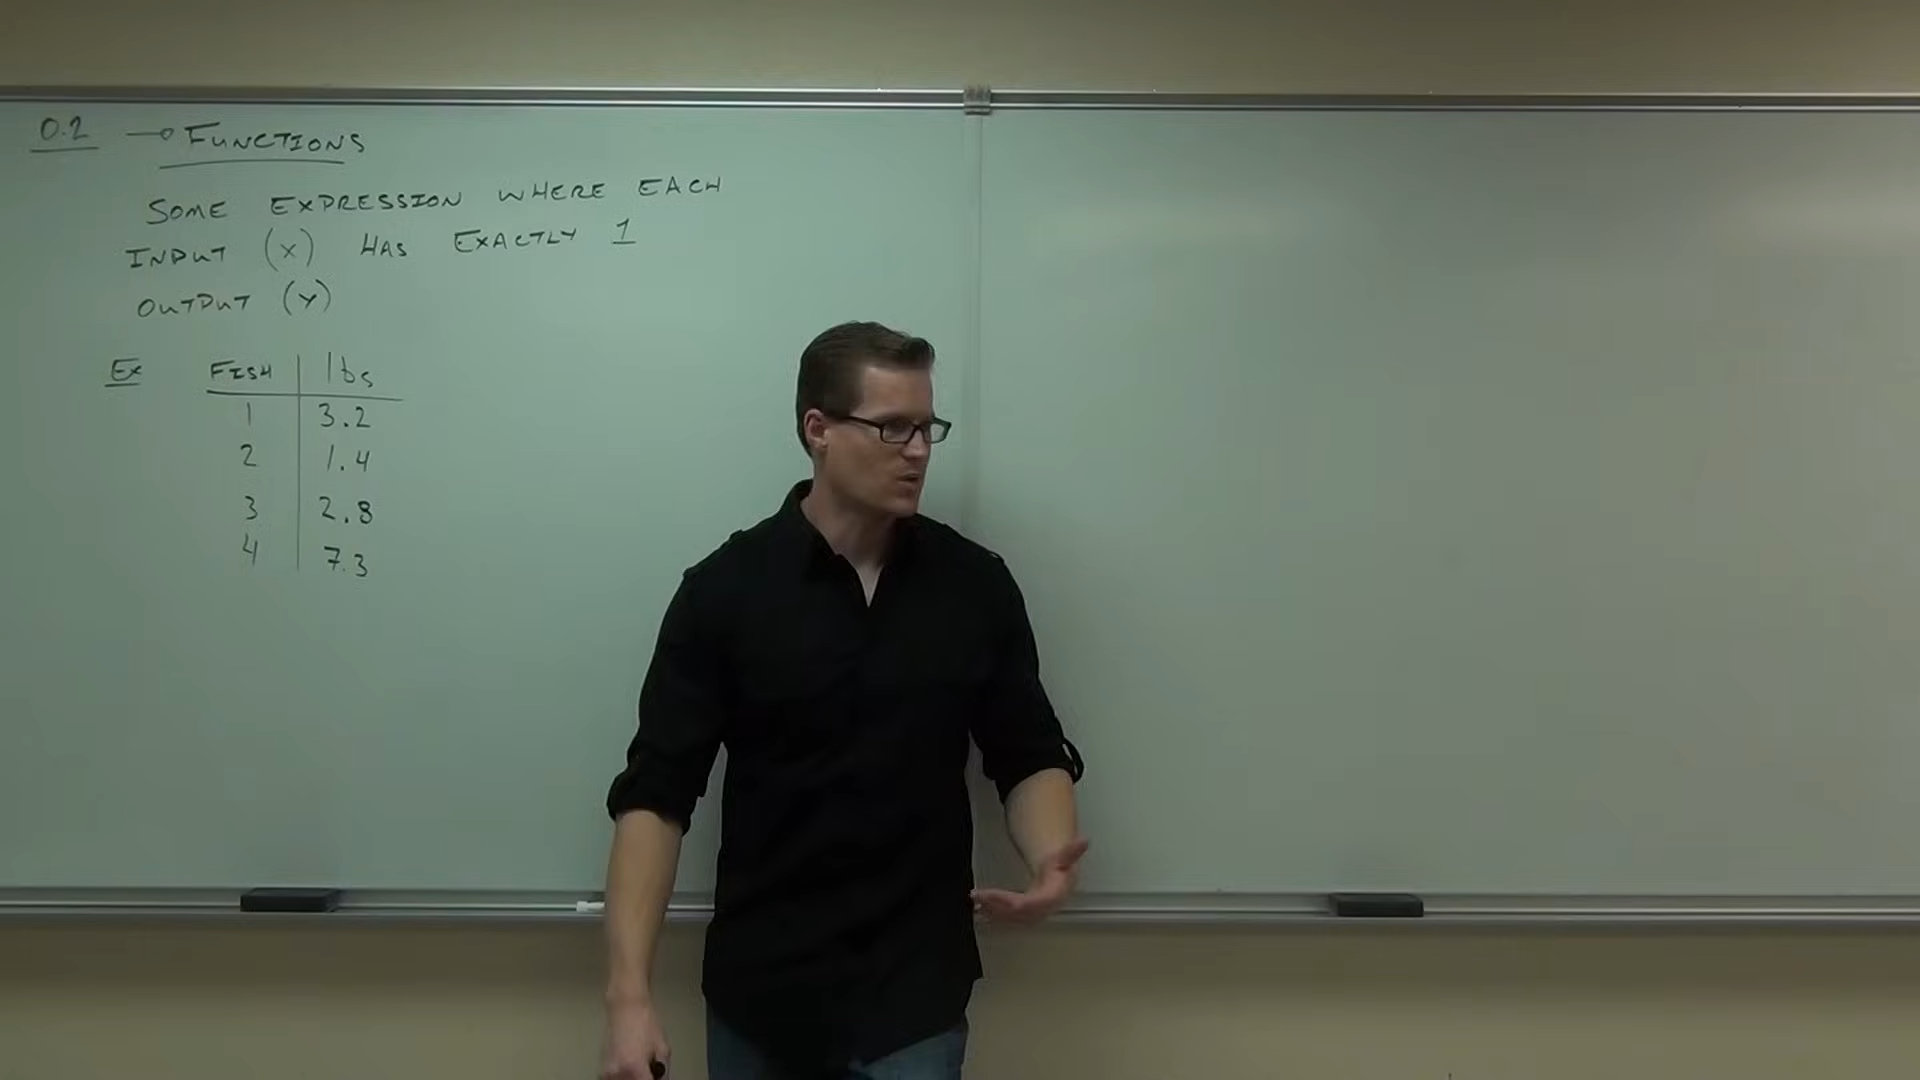 0.2 → FUNCTIONS
SOME EXPRESSION WHERE EACH
INPUT (X) HAS EXACTLY 1
OUTPUT (Y)
EX FISH lbs
1 3.2
2 1.4
3 2.8
4 7.3